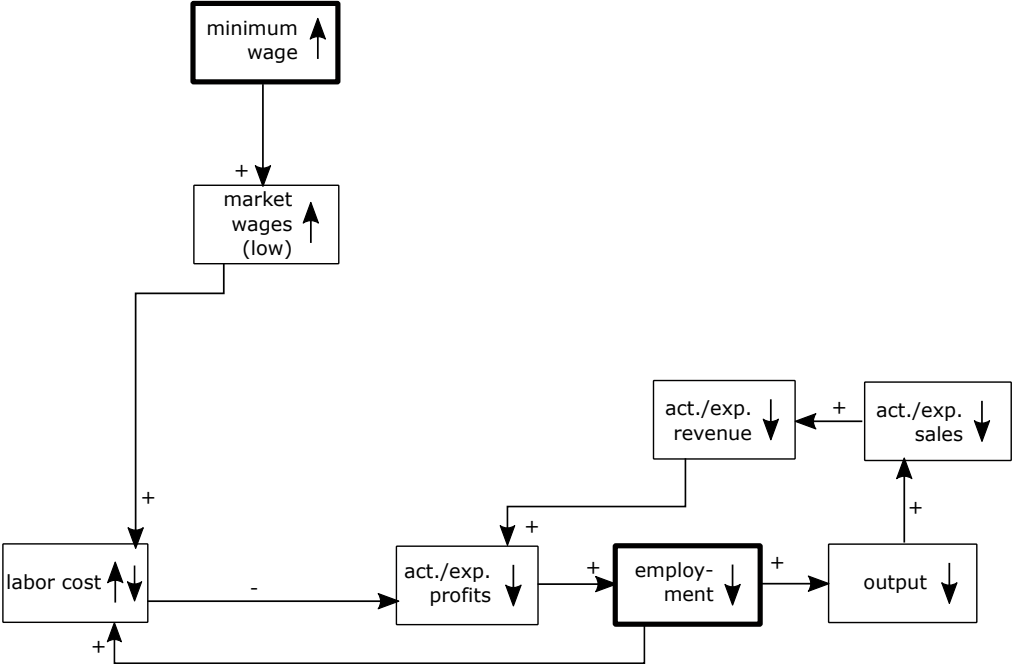 minimum
wage
+
market
wages
(low)
+
act./exp.
revenue
+
act./exp.
sales
+
+
labor cost
-
act./exp.
profits
+
employ-
ment
+
output
+